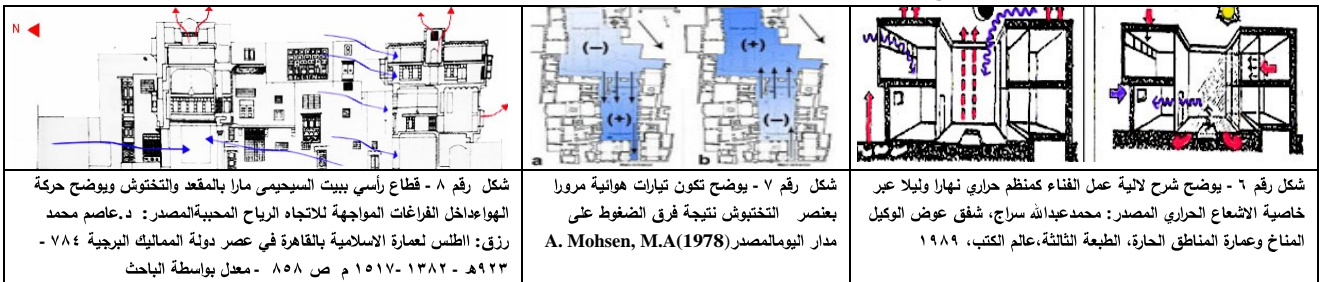 N
(-)
(+)
(+)
(-)
a
b
شكل رقم ٦ - يوضح شرح لالية عمل الفناء كمنظم حراري نهارا وليلا عبر
خاصية الاشعاع الحراري المصدر: محمدعبدالله سراج، شفق عوض الوكيل
المناخ وعمارة المناطق الحارة، الطبعة الثالثة،عالم الكتب، ١٩٨٩
شكل رقم ٧ - يوضح تكون تيارات هوائية مرورا
بعنصر التختبوش نتيجة فرق الضغوط على
مدار اليومالمصدر(1978)A. Mohsen, M.A
شكل رقم ٨ - قطاع رأسي ببيت السيحيمى مارا بالمقعد والتختوش ويوضح حركة
الهواءداخل الفراغات المواجهة للاتجاه الرياح المحببةالمصدر: د.عاصم محمد
رزق: ااطلس لعمارة الاسلامية بالقاهرة في عصر دولة المماليك البرجية ٧٨٤ -
٩٢٣هـ - ١٣٨٢ -١٥١٧ م ص ٨٥٨ - معدل بواسطة الباحث